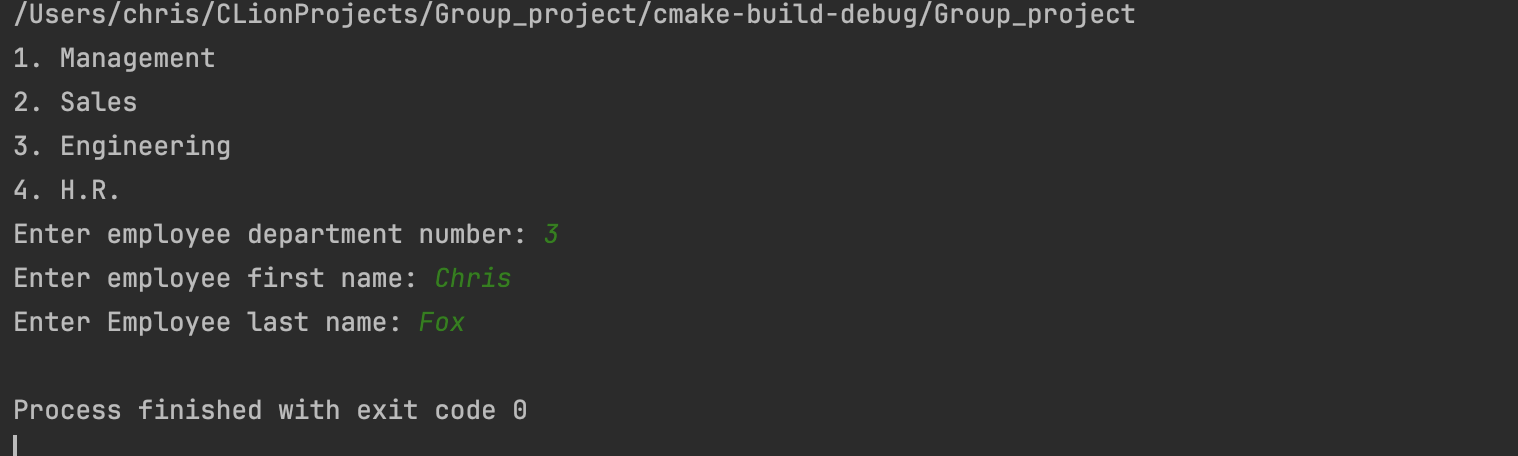 /Users/chris/CLionProjects/Group_project/cmake-build-debug/Group_project
1. Management
2. Sales
3. Engineering
4. H.R.
Enter employee department number: 3
Enter employee first name: Chris
Enter Employee last name: Fox
Process finished with exit code 0